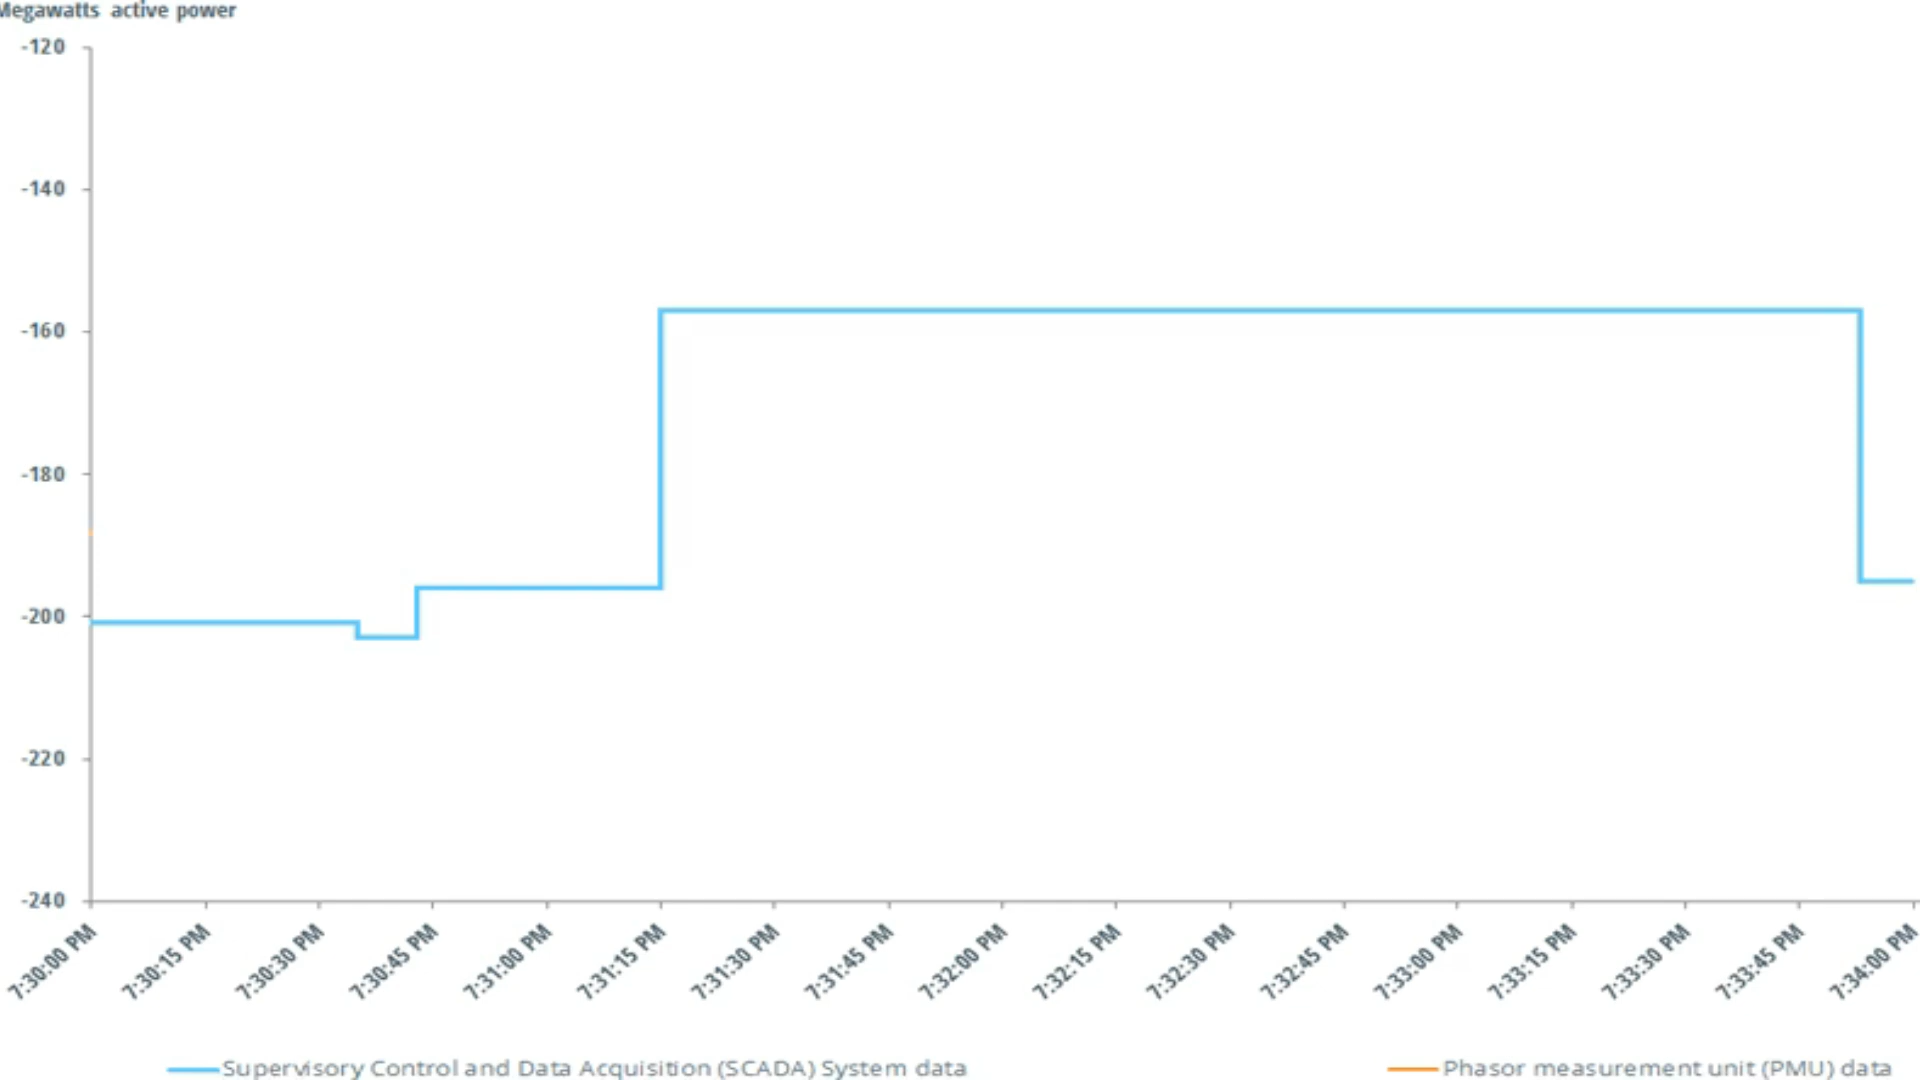 Megawatts active power
-120
-140
-160
-180
-200
-220
-240
7:30:00 PM
7:30:15 PM
7:30:30 PM
7:30:45 PM
7:31:00 PM
7:31:15 PM
7:31:30 PM
7:31:45 PM
7:32:00 PM
7:32:15 PM
7:32:30 PM
7:32:45 PM
7:33:00 PM
7:33:15 PM
7:33:30 PM
7:33:45 PM
7:34:00 PM
Supervisory Control and Data Acquisition (SCADA) System data
Phasor measurement unit (PMU) data